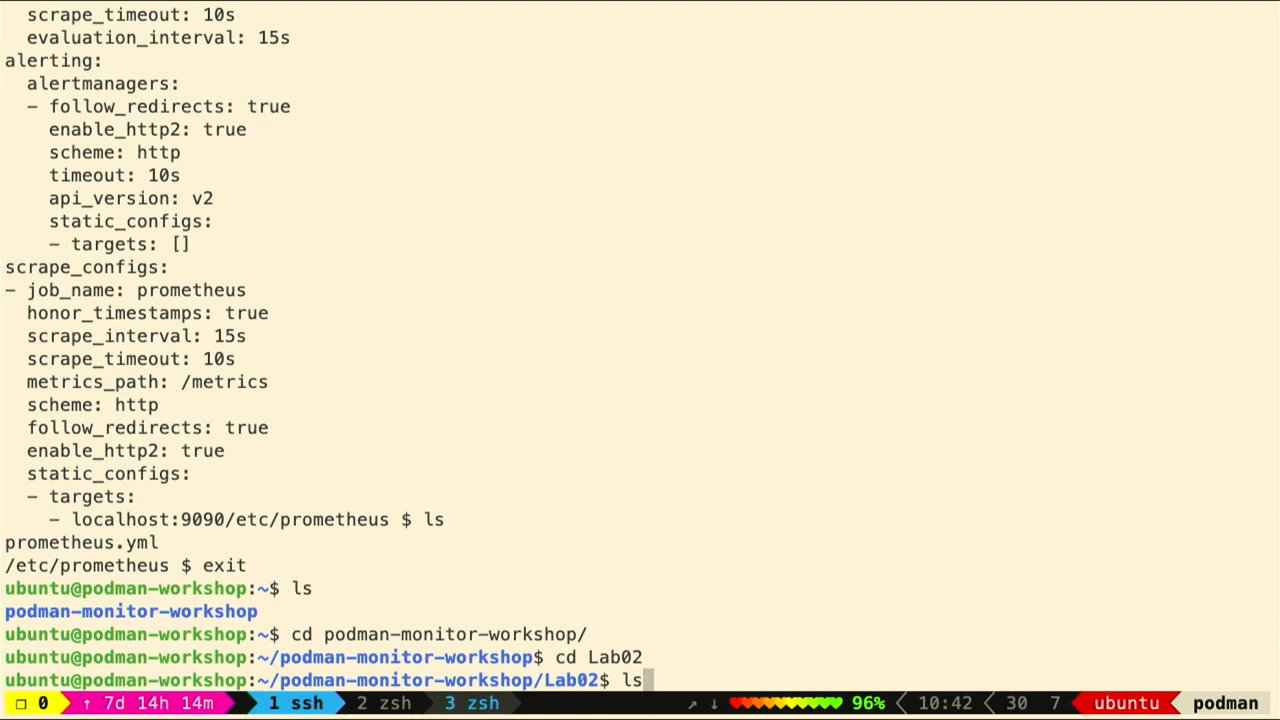 scrape_timeout: 10s
  evaluation_interval: 15s
alerting:
  alertmanagers:
  - follow_redirects: true
    enable_http2: true
    scheme: http
    timeout: 10s
    api_version: v2
    static_configs:
    - targets: []
scrape_configs:
- job_name: prometheus
  honor_timestamps: true
  scrape_interval: 15s
  scrape_timeout: 10s
  metrics_path: /metrics
  scheme: http
  follow_redirects: true
  enable_http2: true
  static_configs:
  - targets:
    - localhost:9090/etc/prometheus $ ls
prometheus.yml
/etc/prometheus $ exit
ubuntu@podman-workshop:~$ ls
podman-monitor-workshop
ubuntu@podman-workshop:~$ cd podman-monitor-workshop/
ubuntu@podman-workshop:~/podman-monitor-workshop$ cd Lab02
ubuntu@podman-workshop:~/podman-monitor-workshop/Lab02$ ls
❐ 0 ↑ 7d 14h 14m 1 ssh 2 zsh 3 zsh ↗ ↓ ♥♥♥♥♥♥♥♥♥♥ 96% 10:42 30 7 ubuntu podman